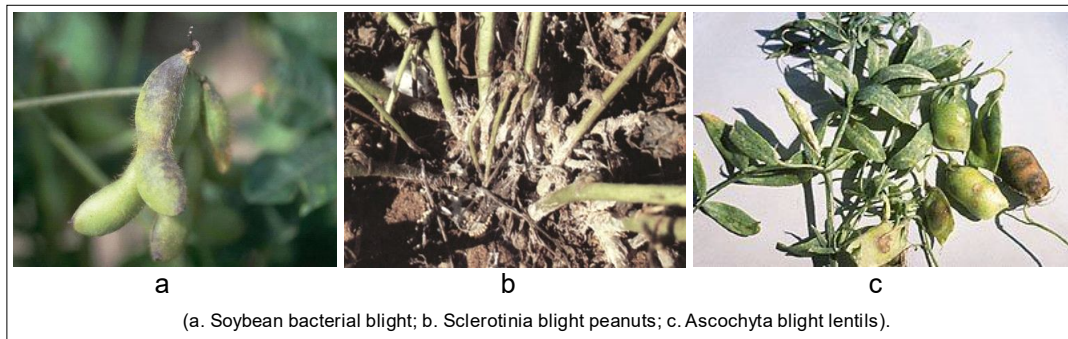 a
b
c
(a. Soybean bacterial blight; b. Sclerotinia blight peanuts; c. Ascochyta blight lentils).